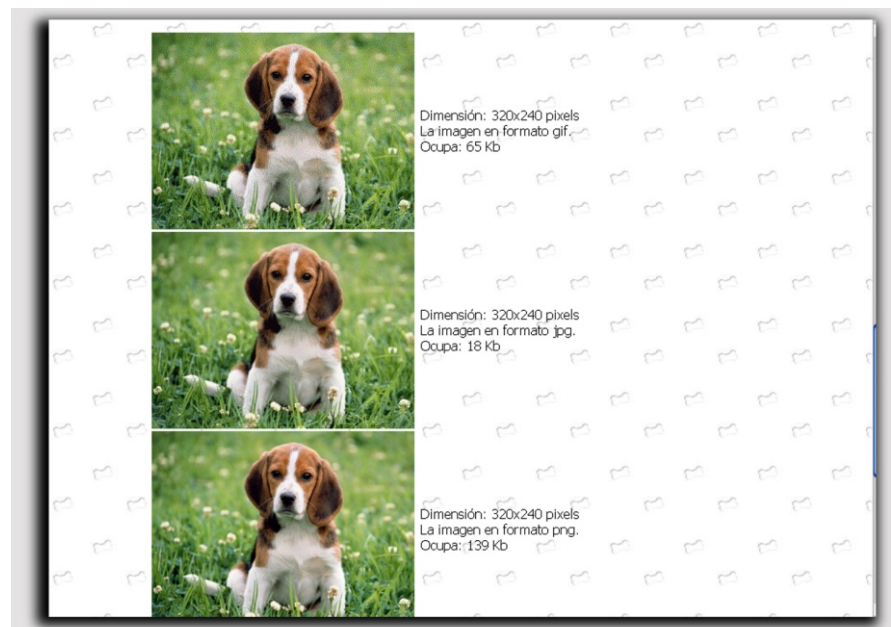 Dimensión: 320x240 pixels
La imagen en formato gif.
Ocupa: 65 Kb
Dimensión: 320x240 pixels
La imagen en formato jpg.
Ocupa: 18 Kb
Dimensión: 320x240 pixels
La imagen en formato png.
Ocupa: 139 Kb